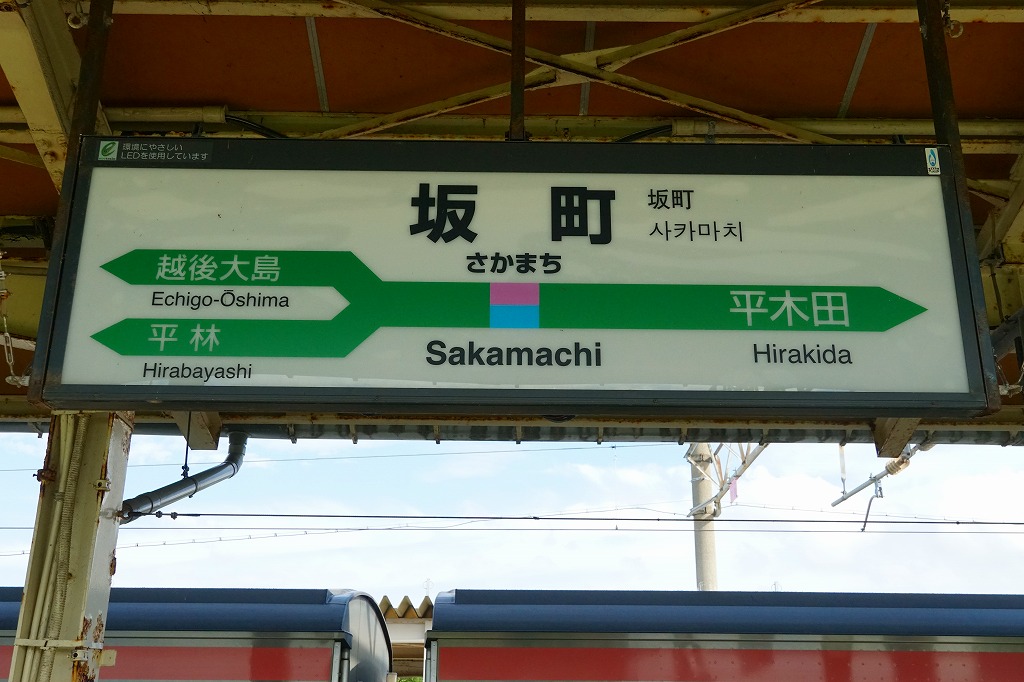 環境にやさしい
LEDを使用しています
坂町
坂町
사카마치
さかまち
越後大島
Echigo-Ōshima
平林
Hirabayashi
平木田
Sakamachi
Hirakida